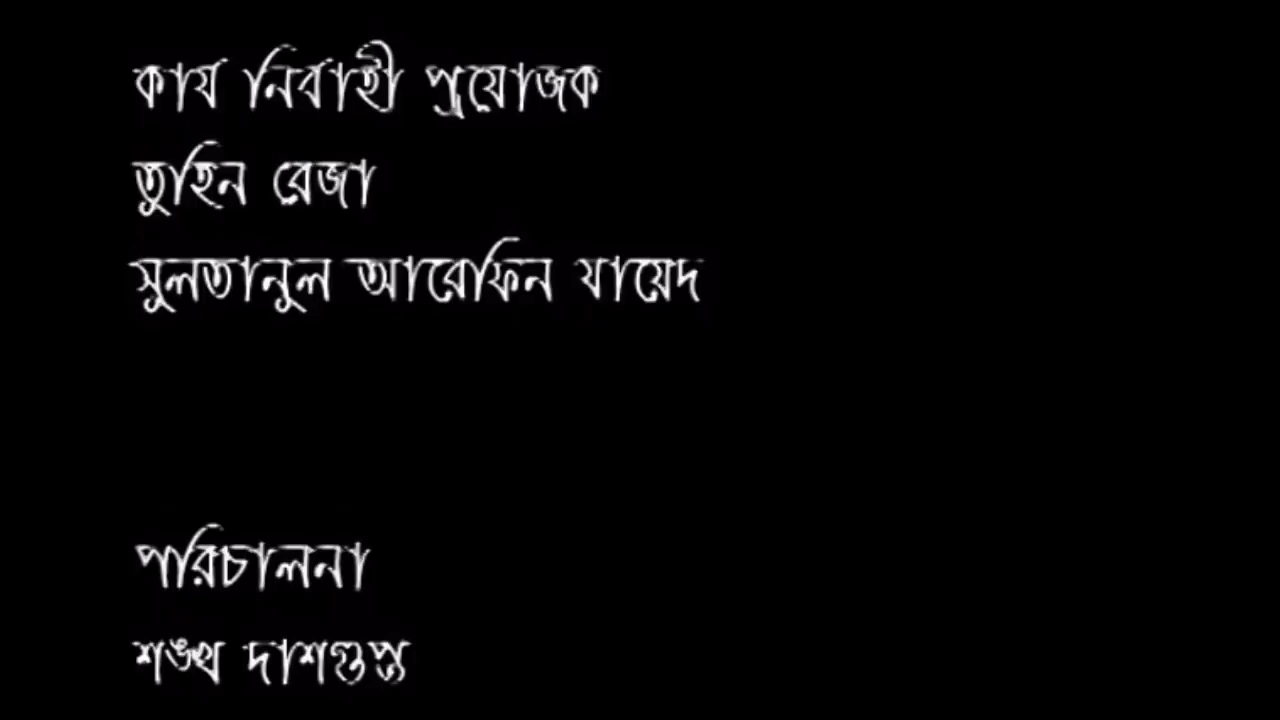 কার্য নির্বাহী প্রযোজক
তুহিন রেজা
সুলতানুল আরেফিন যায়েদ
পরিচালনা
শঙ্খ দাশগুপ্ত